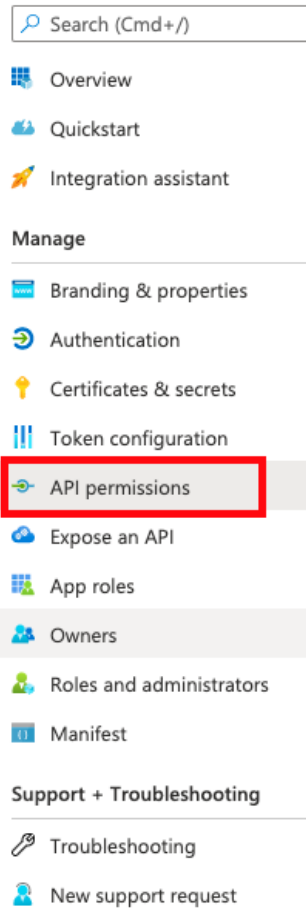 Search (Cmd+/)
Overview
Quickstart
Integration assistant
Manage
Branding & properties
Authentication
Certificates & secrets
Token configuration
API permissions
Expose an API
App roles
Owners
Roles and administrators
Manifest
Support + Troubleshooting
Troubleshooting
New support request